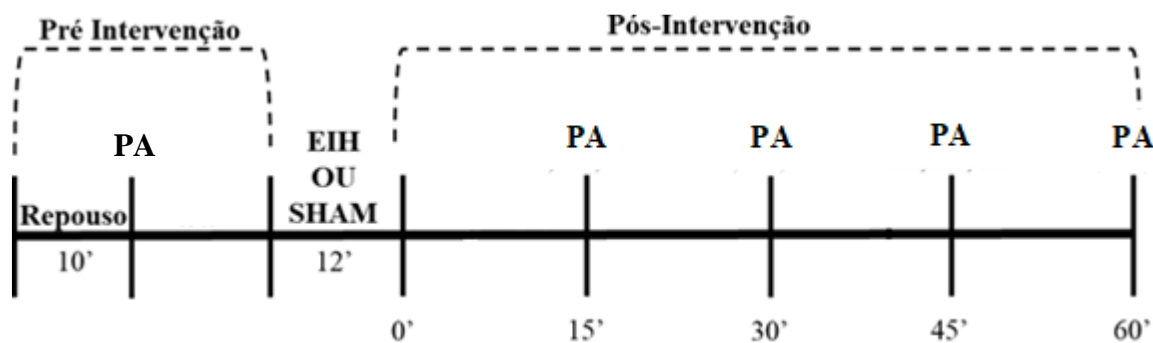 Pré Intervenção
Pós-Intervenção
PA
EIH
OU
SHAM
PA
PA
PA
PA
Repouso
10’
12’
0’
15’
30’
45’
60’